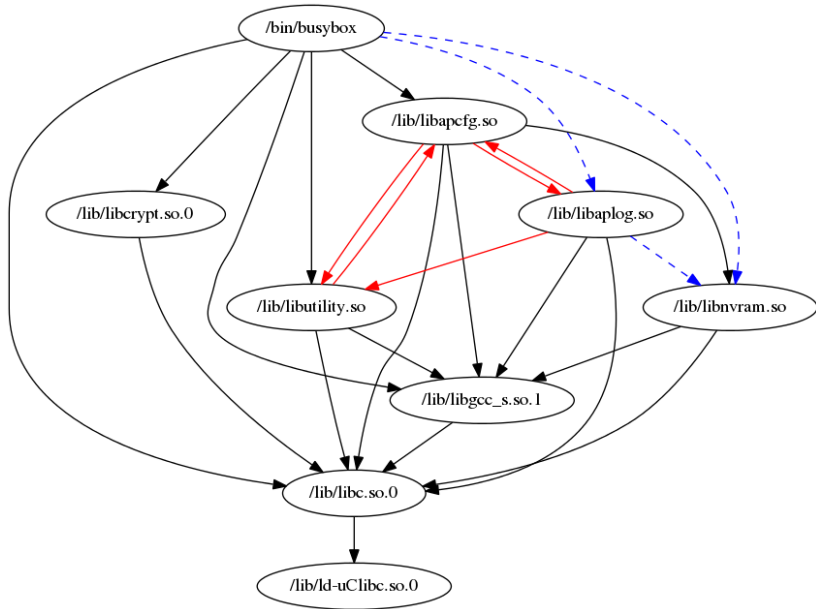 /bin/busybox
/lib/libapcfg.so
/lib/libcrypt.so.0
/lib/libaplog.so
/lib/libutility.so
/lib/libnvram.so
/lib/libgcc_s.so.1
/lib/libc.so.0
/lib/ld-uClibc.so.0